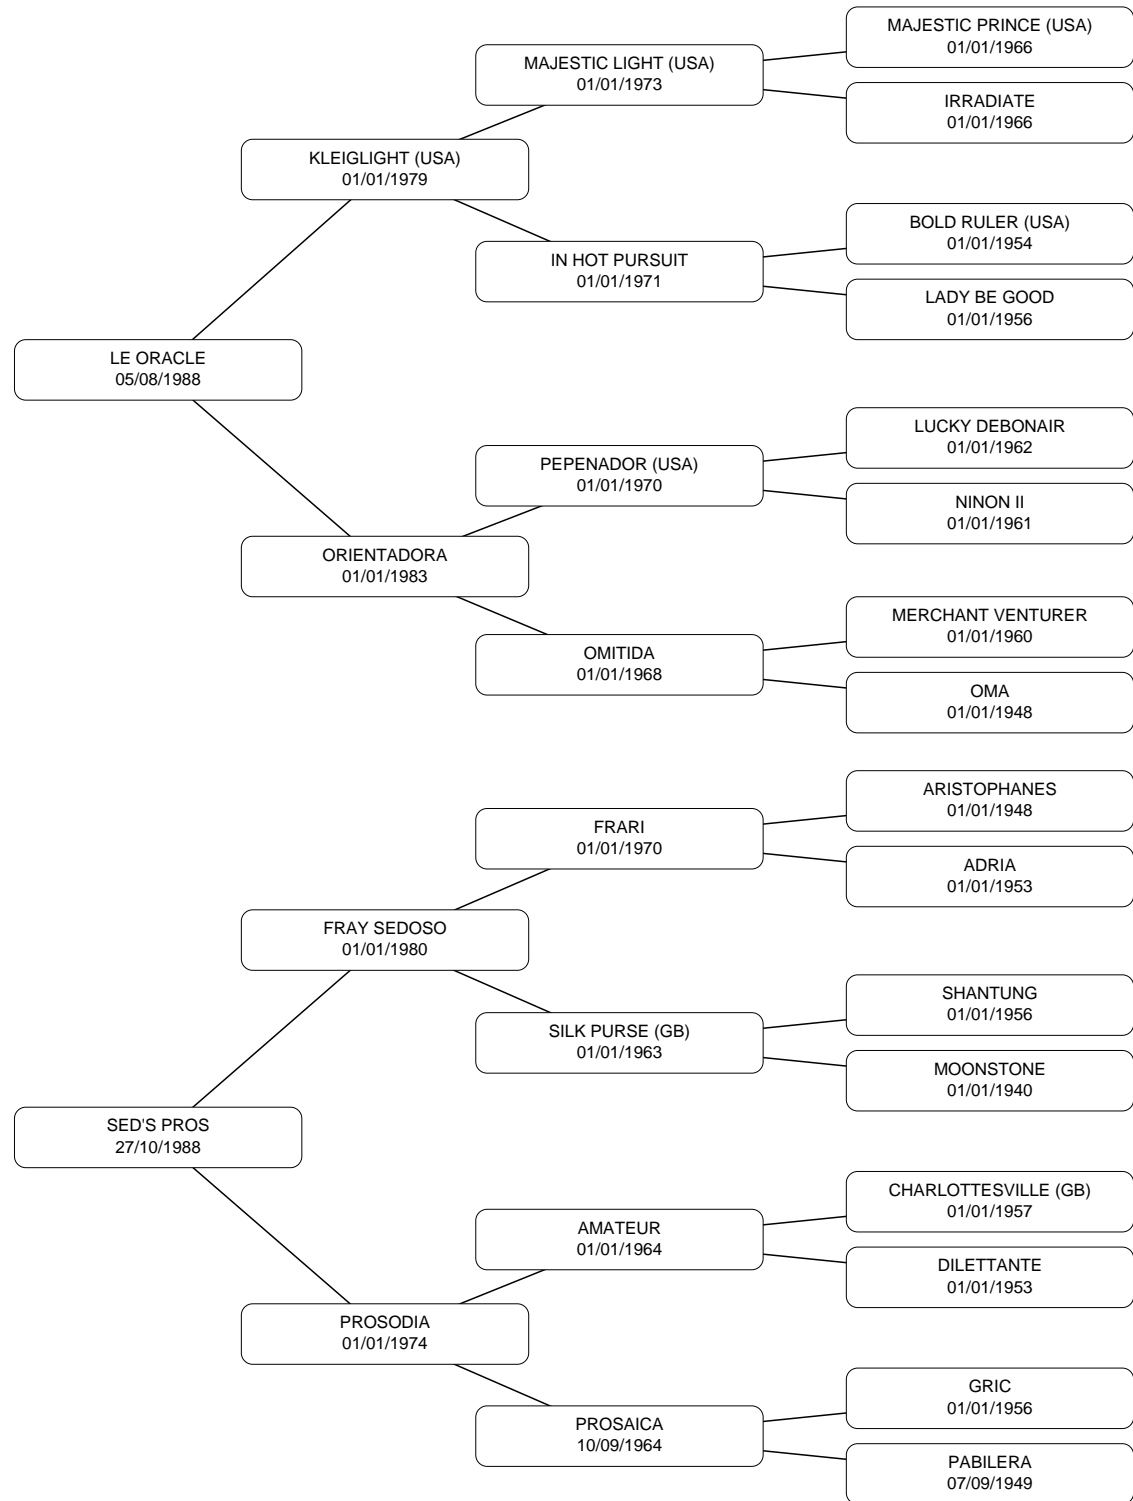 MAJESTIC PRINCE (USA)
01/01/1966
MAJESTIC LIGHT (USA)
01/01/1973
IRRADIATE
01/01/1966
KLEIGLIGHT (USA)
01/01/1979
BOLD RULER (USA)
01/01/1954
IN HOT PURSUIT
01/01/1971
LADY BE GOOD
01/01/1956
LE ORACLE
05/08/1988
LUCKY DEBONAIR
01/01/1962
PEPENADOR (USA)
01/01/1970
NINON II
01/01/1961
ORIENTADORA
01/01/1983
MERCHANT VENTURER
01/01/1960
OMITIDA
01/01/1968
OMA
01/01/1948
ARISTOPHANES
01/01/1948
FRARI
01/01/1970
ADRIA
01/01/1953
FRAY SEDOSO
01/01/1980
SHANTUNG
01/01/1956
SILK PURSE (GB)
01/01/1963
MOONSTONE
01/01/1940
SED'S PROS
27/10/1988
CHARLOTTESVILLE (GB)
01/01/1957
AMATEUR
01/01/1964
DILETTANTE
01/01/1953
PROSODIA
01/01/1974
GRIC
01/01/1956
PROSAICA
10/09/1964
PABILERA
07/09/1949